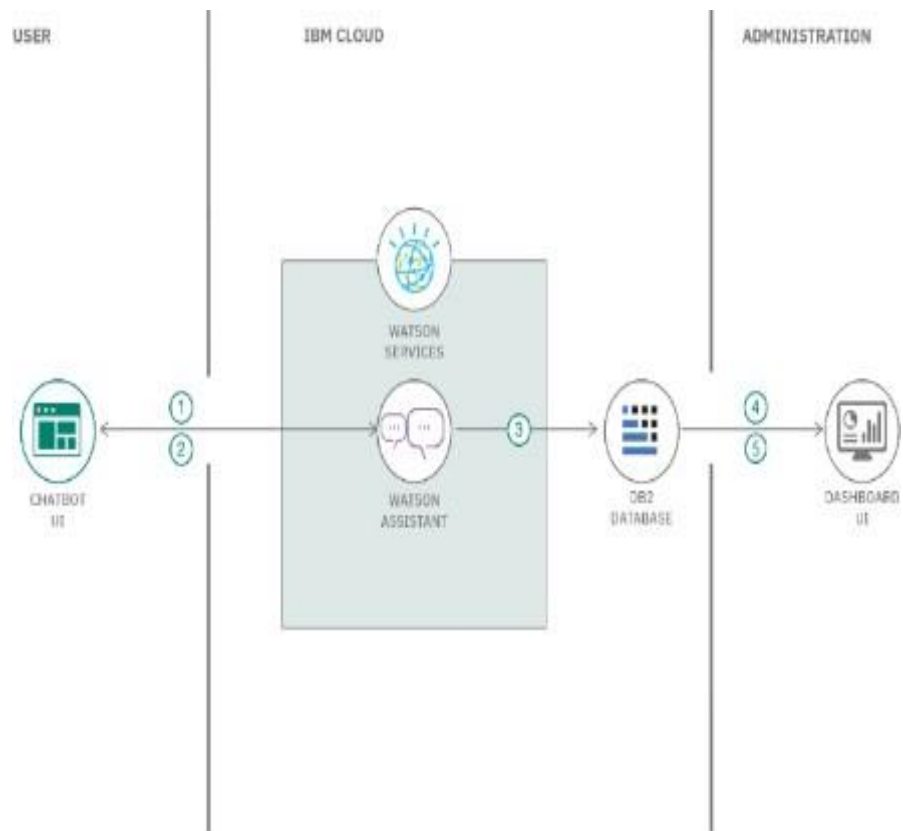 USER
IBM CLOUD
ADMINISTRATION
WATSON
SERVICES
1
2
3
4
5
CHATBOT
UI
WATSON
ASSISTANT
DB2
DATABASE
DASHBOARD
UI